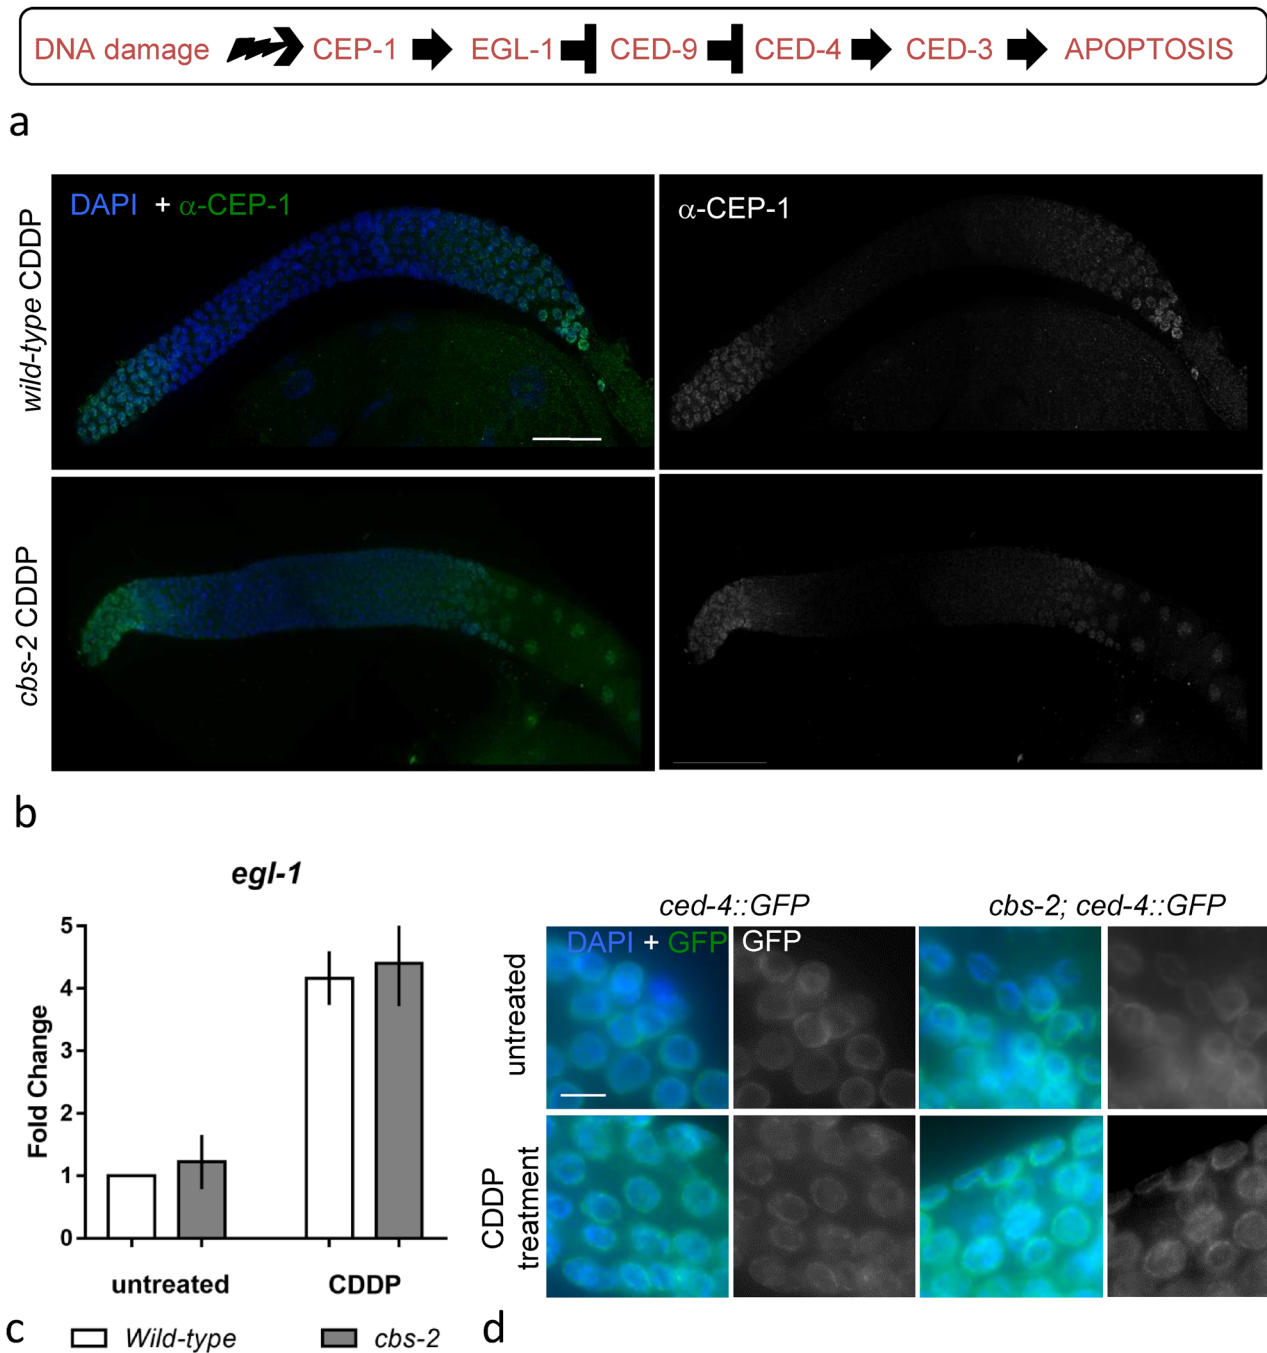 DNA damage CEP-1 EGL-1 CED-9 CED-4 CED-3 APOPTOSIS
a
wild-type CDDP
DAPI + α-CEP-1
α-CEP-1
cbs-2 CDDP
b
egl-1
Fold Change
5
4
3
2
1
0
untreated CDDP
c
Wild-type cbs-2
ced-4::GFP cbs-2; ced-4::GFP
untreated
DAPI + GFP GFP
CDDP
treatment
d